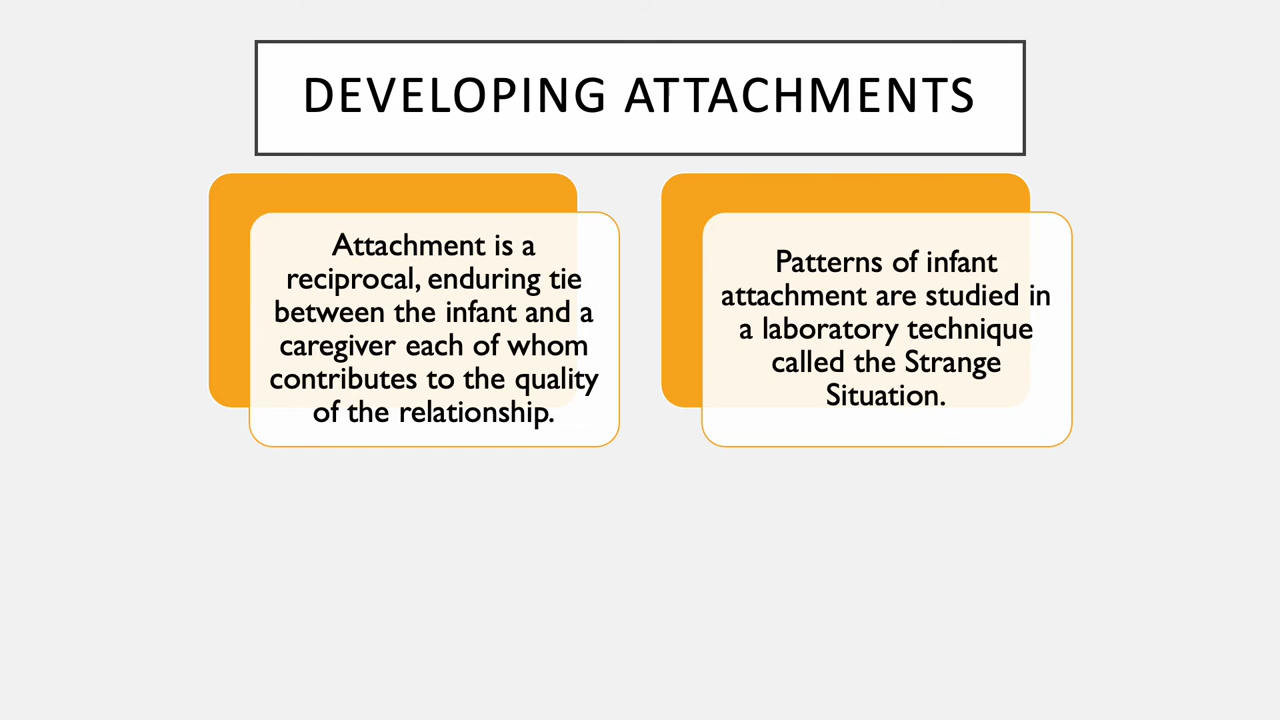 DEVELOPING ATTACHMENTS
Attachment is a
reciprocal, enduring tie
between the infant and a
caregiver each of whom
contributes to the quality
of the relationship.
Patterns of infant
attachment are studied in
a laboratory technique
called the Strange
Situation.